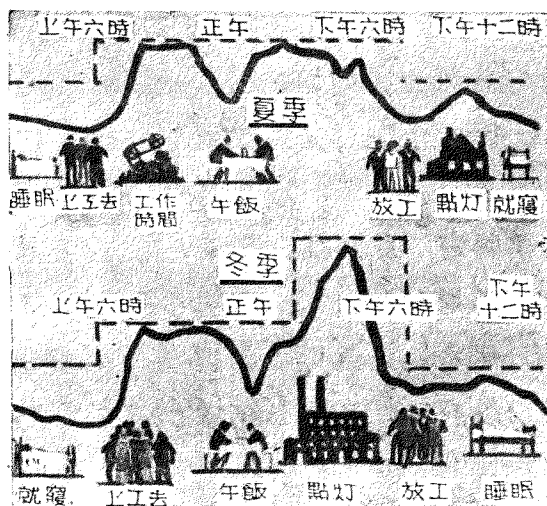 上午六時 正午 下午六時 下午十二時
夏季
睡眠 上工去 工作時間 午飯 放工 點灯 就寢
冬季
上午六時 正午 下午六時 下午十二時
就寢 上工去 午飯 點灯 放工 睡眠